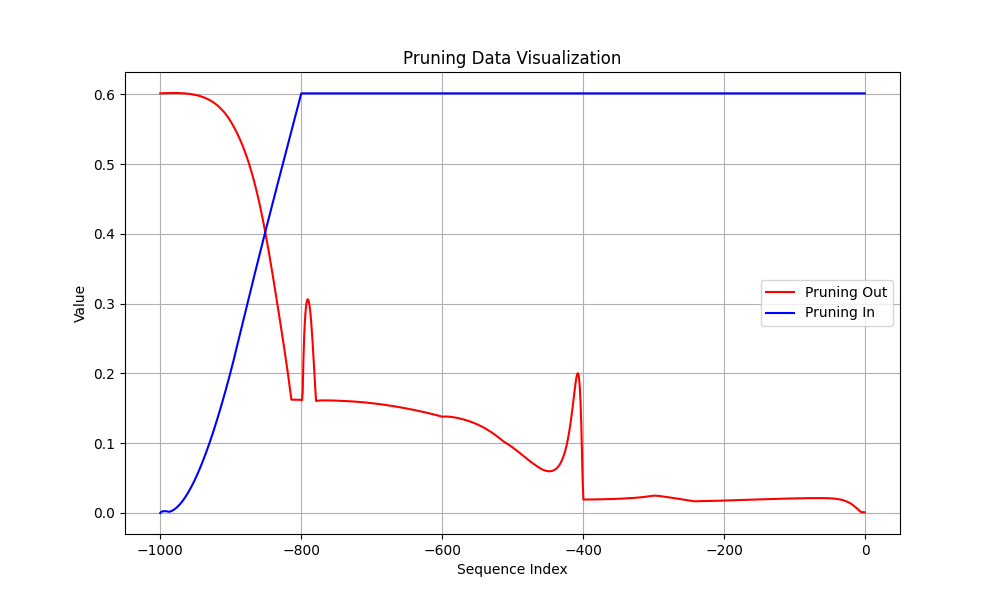 Pruning Data Visualization
0.6
0.5
0.4
0.3
0.2
0.1
0.0
Value
Pruning Out
Pruning In
−1000
−800
−600
−400
−200
0
Sequence Index